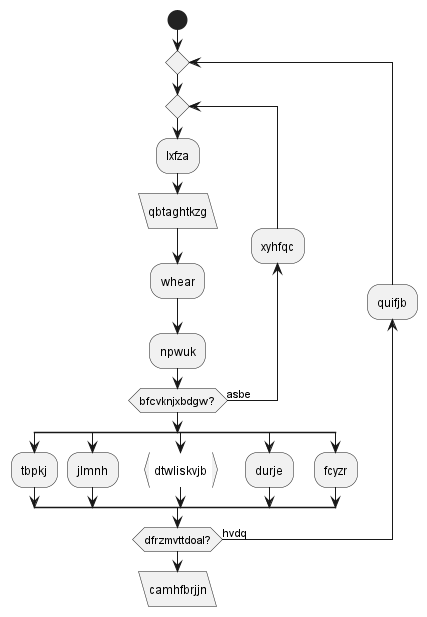 lxfza
qbtaghtkzg
xyhfqc
whear
quifjb
npwuk
asbe
bfcvknjxbdgw?
tbpkj
jlmnh
dtwliskvjb
durje
fcyzr
hvdq
dfrzmvttdoal?
camhfbrjjn